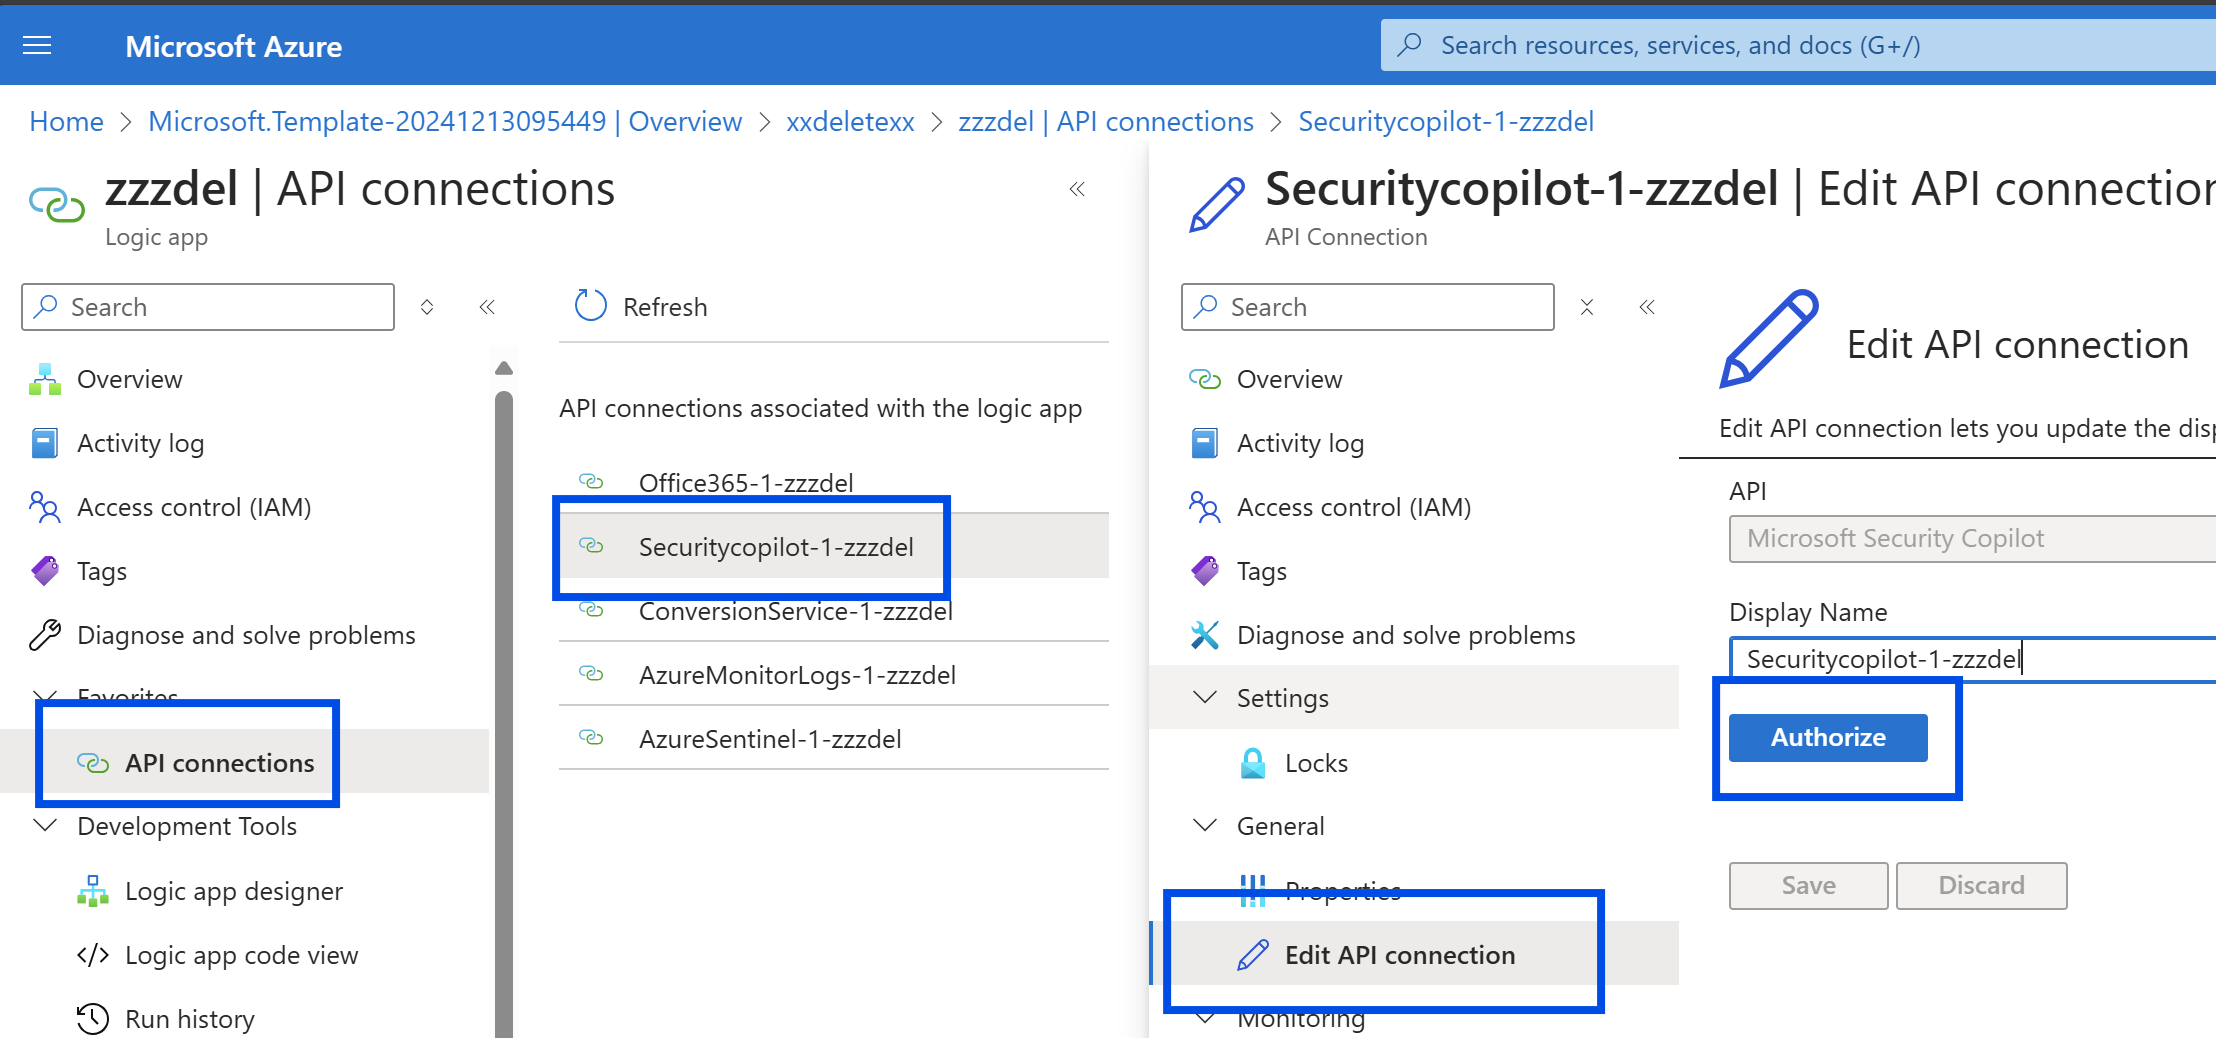 Microsoft Azure
Search resources, services, and docs (G+/)
Home > Microsoft.Template-20241213095449 | Overview > xxdeletexx > zzzdel | API connections > Securitycopilot-1-zzzdel
zzzdel | API connections
Logic app
Search
Overview
Activity log
Access control (IAM)
Tags
Diagnose and solve problems
Favorites
API connections
Development Tools
Logic app designer
Logic app code view
Run history
Refresh
API connections associated with the logic app
Office365-1-zzzdel
Securitycopilot-1-zzzdel
ConversionService-1-zzzdel
AzureMonitorLogs-1-zzzdel
AzureSentinel-1-zzzdel
Securitycopilot-1-zzzdel | Edit API connection
API Connection
Search
Overview
Activity log
Access control (IAM)
Tags
Diagnose and solve problems
Settings
Locks
General
Properties
Edit API connection
Monitoring
Edit API connection
Edit API connection lets you update the disp
API
Microsoft Security Copilot
Display Name
Securitycopilot-1-zzzdel
Authorize
Save
Discard